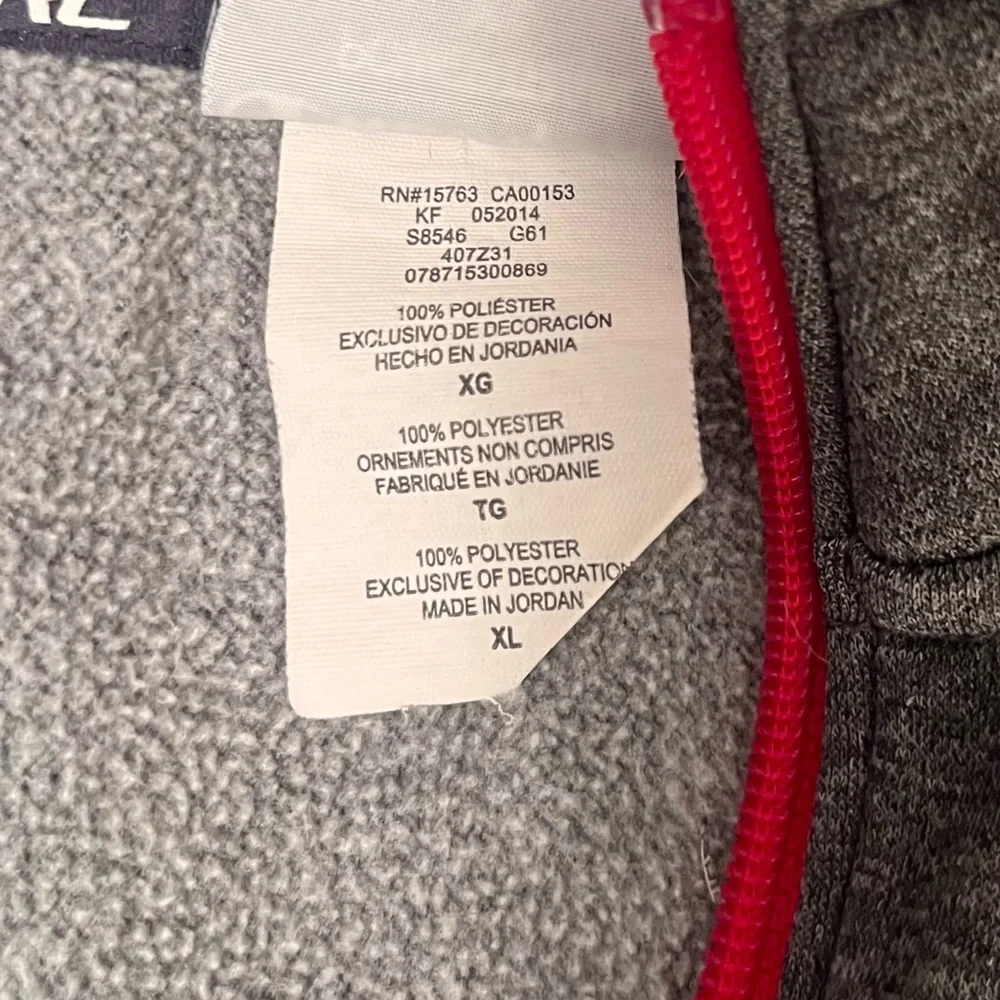 XL
RN#15763 CA00153
KF 052014
S8546 G61
407Z31
078715300869
100% POLIÉSTER
EXCLUSIVO DE DECORACIÓN
HECHO EN JORDANIA
XG
100% POLYESTER
ORNEMENTS NON COMPRIS
FABRIQUÉ EN JORDANIE
TG
100% POLYESTER
EXCLUSIVE OF DECORATION
MADE IN JORDAN
XL